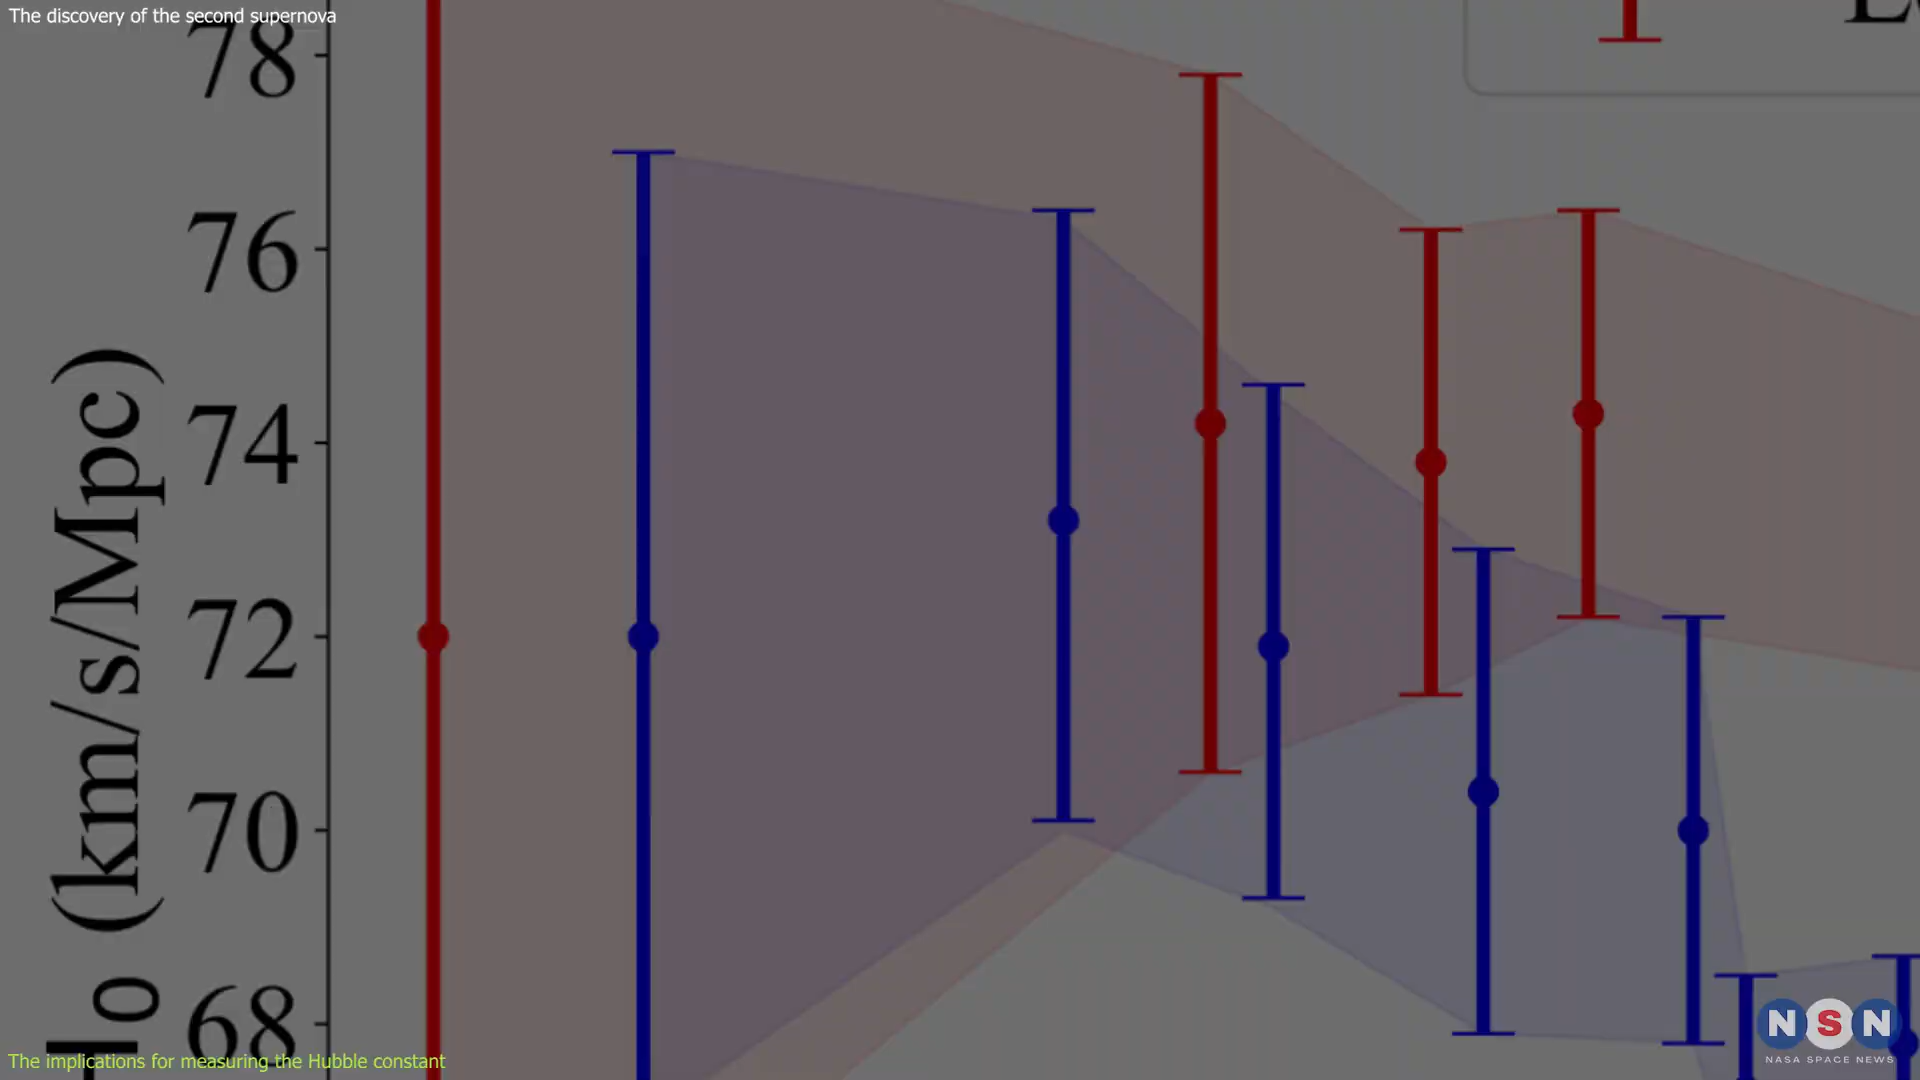 The discovery of the second supernova
78
76
74
72
70
68
(km/s/Mpc)
The implications for measuring the Hubble constant
NSN
NASA SPACE NEWS